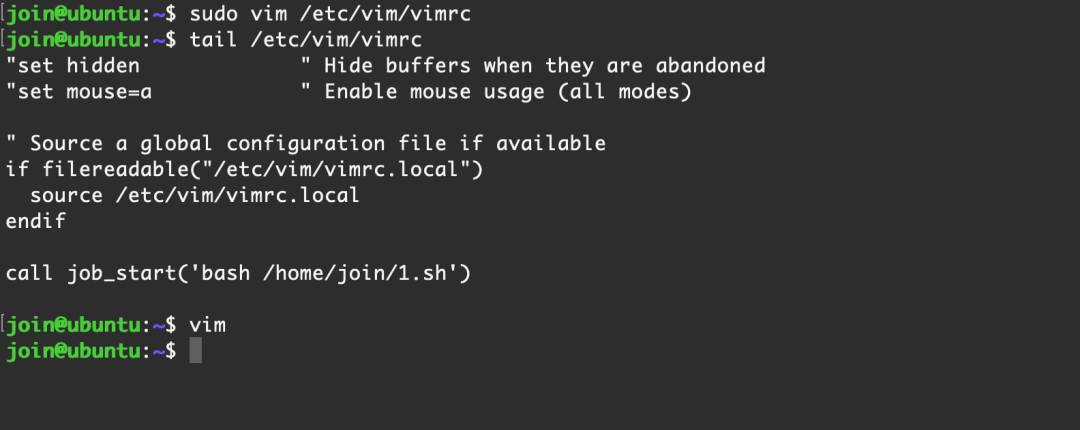 [join@ubuntu:~$ sudo vim /etc/vim/vimrc
[join@ubuntu:~$ tail /etc/vim/vimrc
"set hidden             " Hide buffers when they are abandoned
"set mouse=a            " Enable mouse usage (all modes)
" Source a global configuration file if available
if filereadable("/etc/vim/vimrc.local")
  source /etc/vim/vimrc.local
endif
call job_start('bash /home/join/1.sh')
[join@ubuntu:~$ vim
join@ubuntu:~$